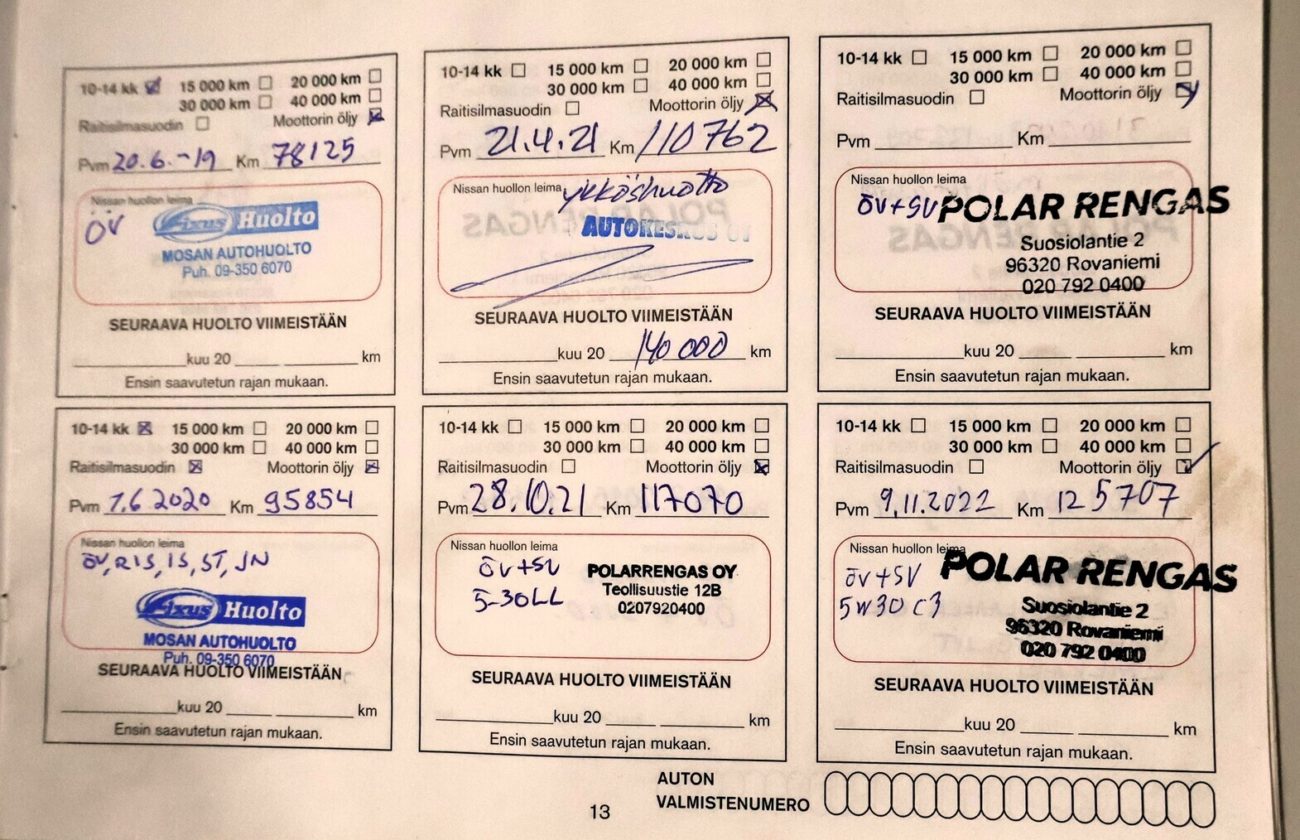 10-14 kk 15 000 km 20 000 km
30 000 km 40 000 km
Raitisilmasuodin Moottorin öljy
Pvm 20.6.-19 Km 78125
Nissan huollon leima
ÖV Fixus Huolto
MOSAN AUTOHUOLTO
Puh. 09-350 6070
SEURAAVA HUOLTO VIIMEISTÄÄN
kuu 20 km
Ensin saavutetun rajan mukaan.
10-14 kk 15 000 km 20 000 km
30 000 km 40 000 km
Raitisilmasuodin Moottorin öljy
Pvm 21.4.21 Km 110762
Nissan huollon leima ykköshuolto
AUTOKESKUS OY
SEURAAVA HUOLTO VIIMEISTÄÄN
kuu 20 140 000 km
Ensin saavutetun rajan mukaan.
10-14 kk 15 000 km 20 000 km
30 000 km 40 000 km
Raitisilmasuodin Moottorin öljy
Pvm Km
Nissan huollon leima
ÖV+SV POLAR RENGAS
Suosiolantie 2
96320 Rovaniemi
020 792 0400
SEURAAVA HUOLTO VIIMEISTÄÄN
kuu 20 km
Ensin saavutetun rajan mukaan.
10-14 kk 15 000 km 20 000 km
30 000 km 40 000 km
Raitisilmasuodin Moottorin öljy
Pvm 1.6 2020 Km 95854
Nissan huollon leima
ÖV, RIS, IS, ST, JN
Fixus Huolto
MOSAN AUTOHUOLTO
Puh. 09-350 6070
SEURAAVA HUOLTO VIIMEISTÄÄN
kuu 20 km
Ensin saavutetun rajan mukaan.
10-14 kk 15 000 km 20 000 km
30 000 km 40 000 km
Raitisilmasuodin Moottorin öljy
Pvm 28.10.21 Km 117070
Nissan huollon leima
ÖV+SU POLARRENGAS OY
5-30LL Teollisuustie 12B
0207920400
SEURAAVA HUOLTO VIIMEISTÄÄN
kuu 20 km
Ensin saavutetun rajan mukaan.
10-14 kk 15 000 km 20 000 km
30 000 km 40 000 km
Raitisilmasuodin Moottorin öljy
Pvm 9.11.2022 Km 125707
Nissan huollon leima
ÖV+SV POLAR RENGAS
5W30 C3 Suosiolantie 2
96320 Rovaniemi
020 792 0400
SEURAAVA HUOLTO VIIMEISTÄÄN
kuu 20 km
Ensin saavutetun rajan mukaan.
AUTON
VALMISTENUMERO
13